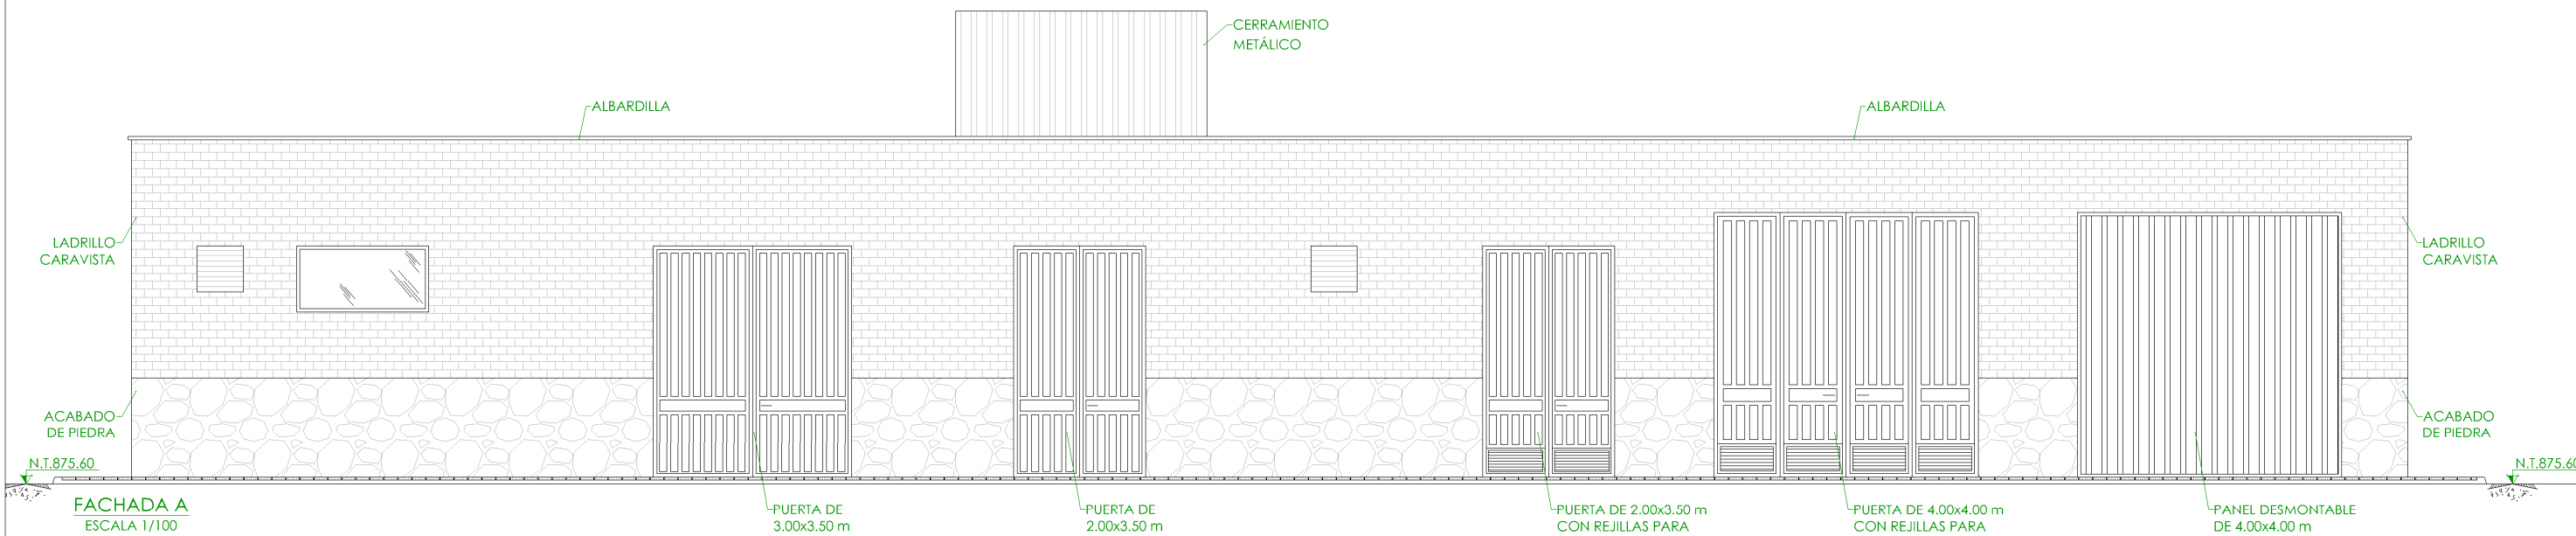 CERRAMIENTO
METÁLICO
ALBARDILLA
ALBARDILLA
LADRILLO
CARAVISTA
LADRILLO
CARAVISTA
ACABADO
DE PIEDRA
ACABADO
DE PIEDRA
N.T.875.60
N.T.875.60
FACHADA A
ESCALA 1/100
PUERTA DE
3.00x3.50 m
PUERTA DE
2.00x3.50 m
PUERTA DE 2.00x3.50 m
CON REJILLAS PARA
PUERTA DE 4.00x4.00 m
CON REJILLAS PARA
PANEL DESMONTABLE
DE 4.00x4.00 m